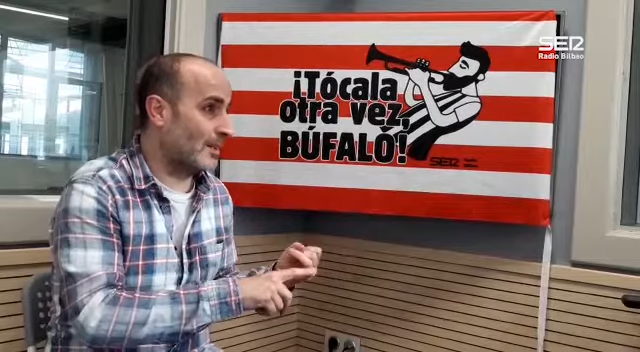 SER
Radio Bilbao
¡¡Tócala
otra vez,
BÚFALO!!
SER